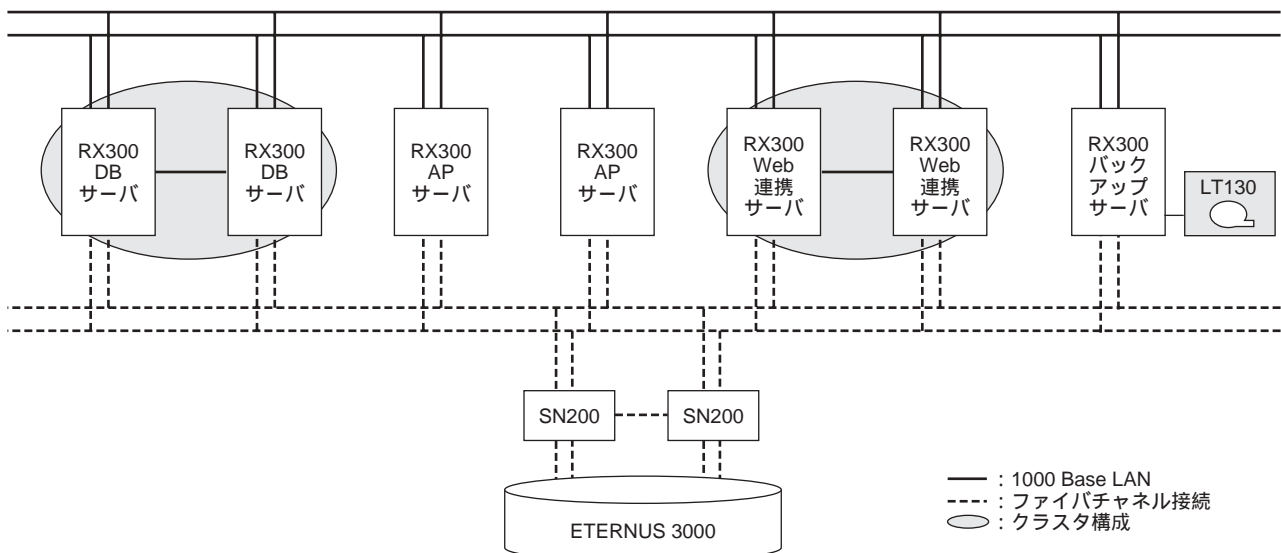 RX300
DB
サーバ
RX300
DB
サーバ
RX300
AP
サーバ
RX300
AP
サーバ
RX300
Web
連携
サーバ
RX300
Web
連携
サーバ
RX300
バック
アップ
サーバ
LT130
SN200
SN200
ETERNUS 3000
：1000 Base LAN
：ファイバチャネル接続
：クラスタ構成